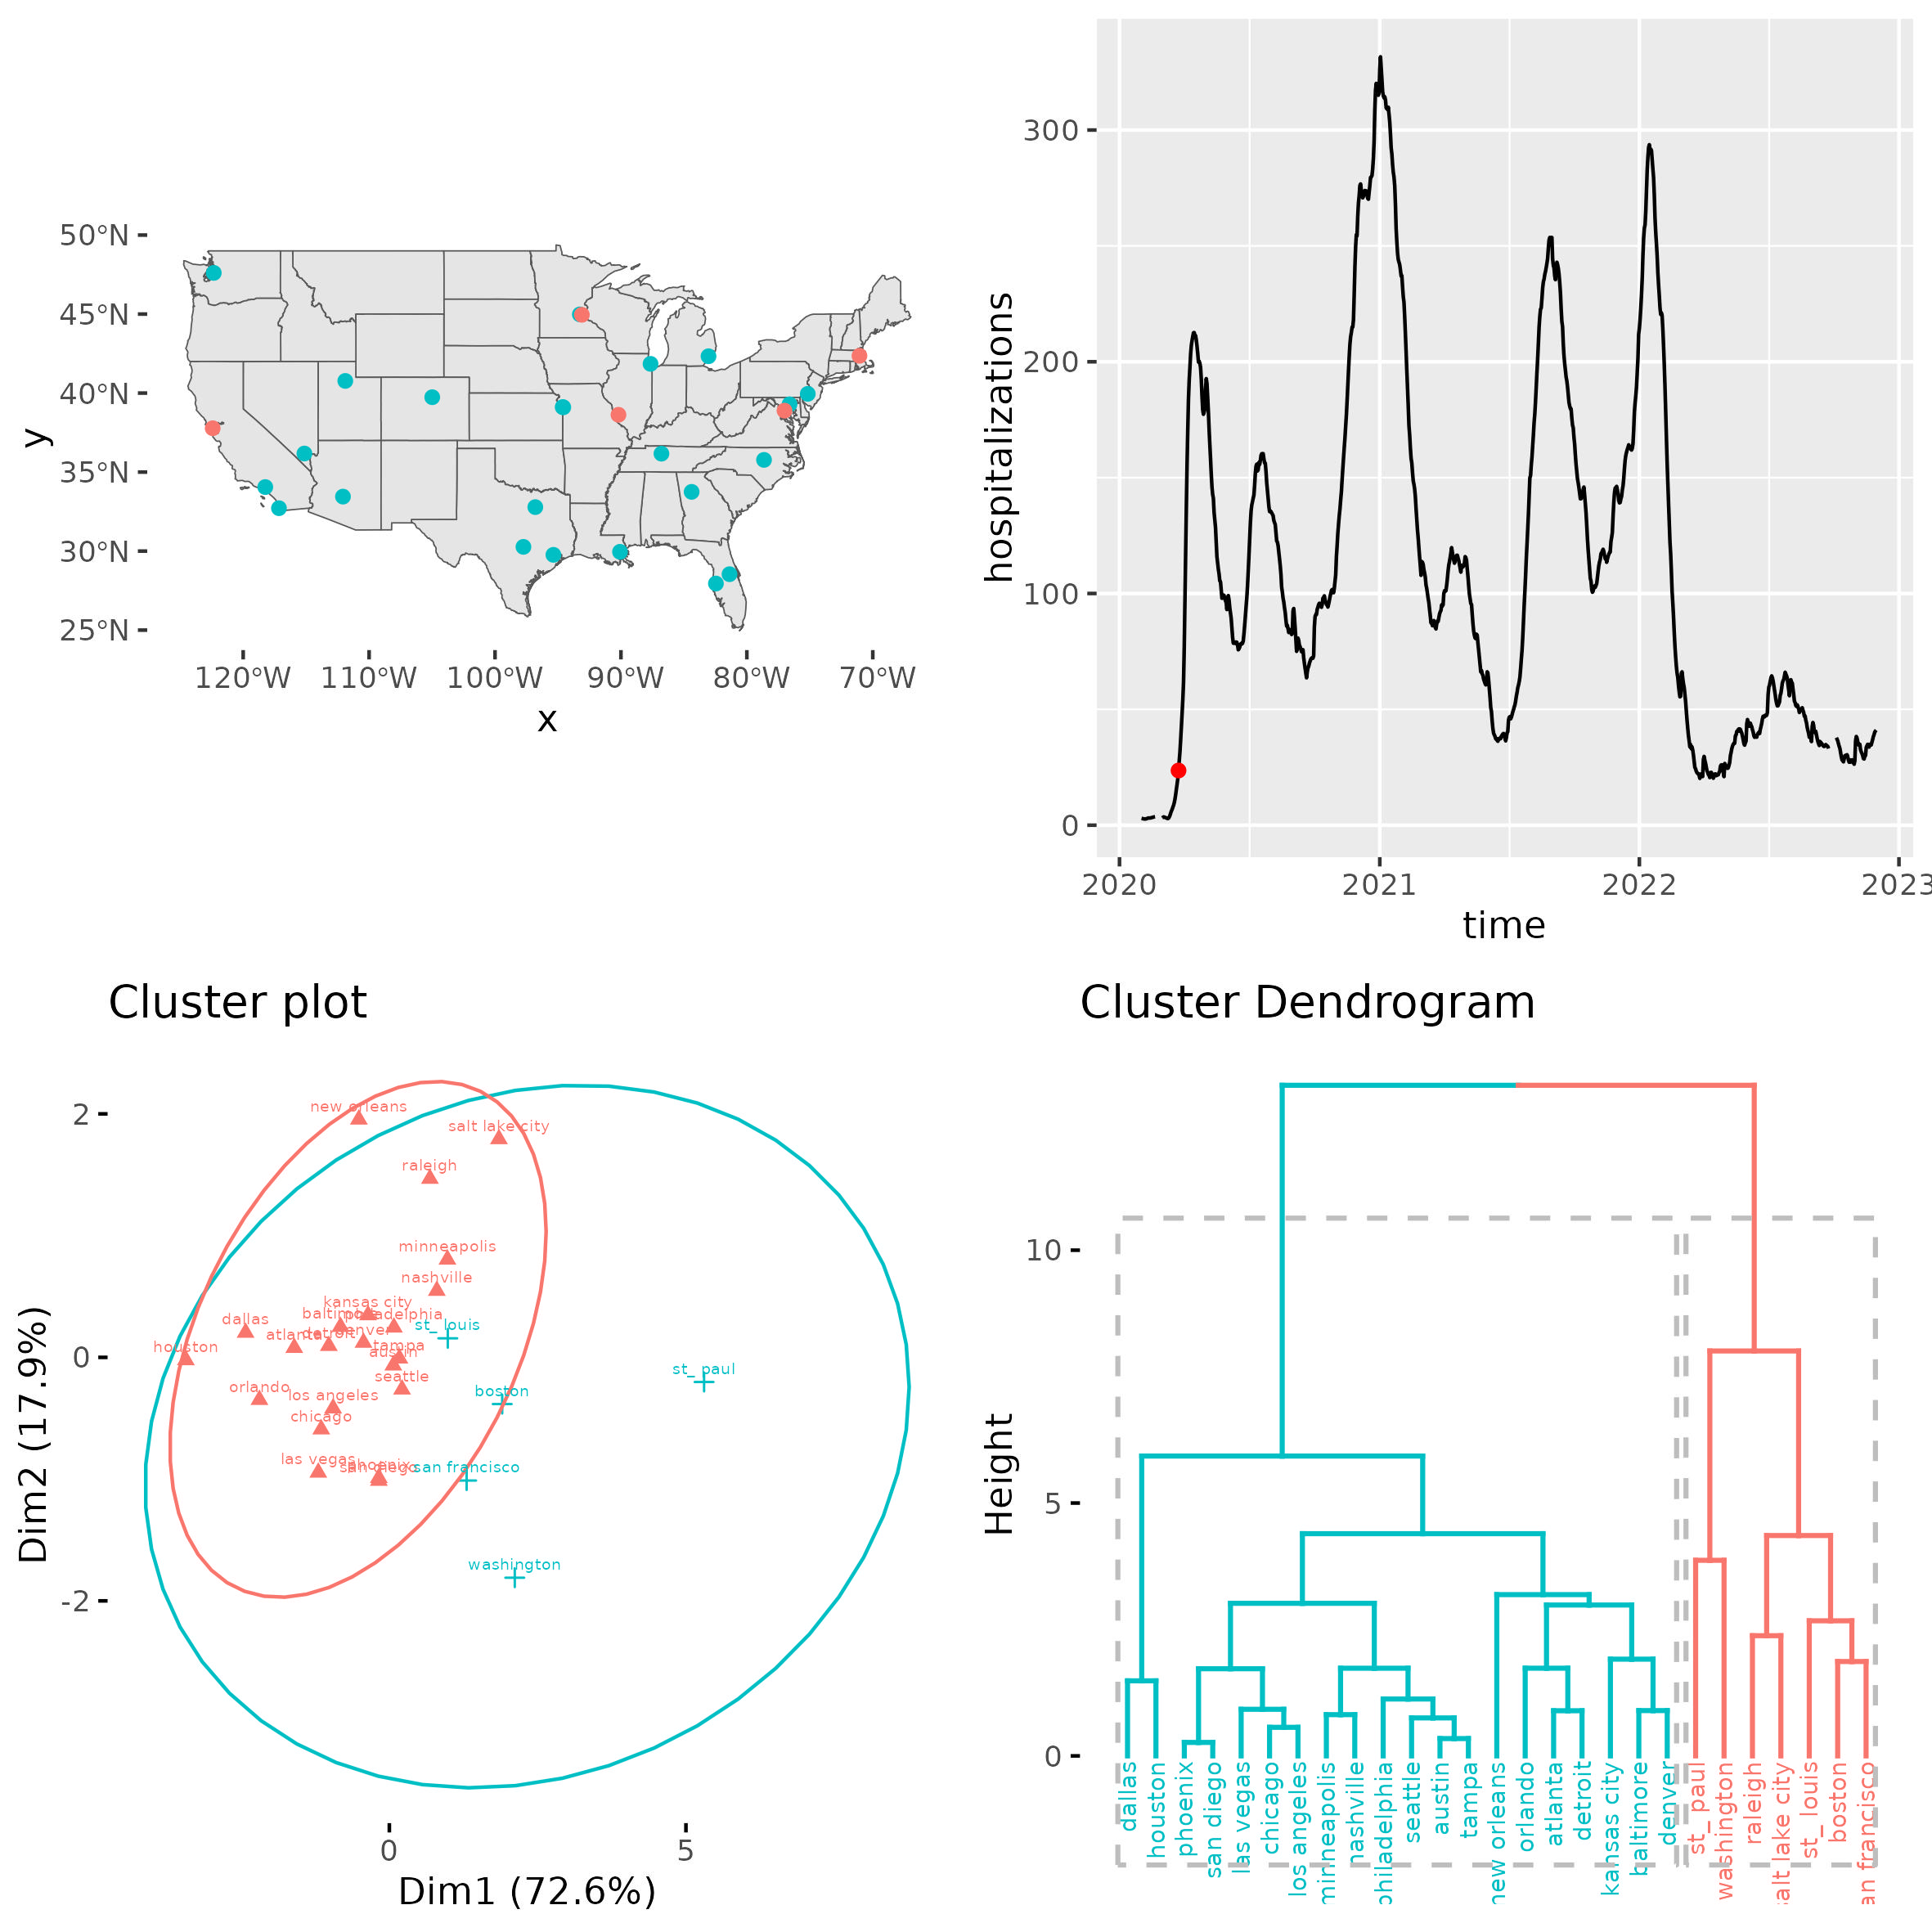 50°N
45°N
40°N
35°N
30°N
25°N
y
120°W 110°W 100°W 90°W 80°W 70°W
x
300
200
100
0
hospitalizations
2020 2021 2022 2023
time
Cluster plot
2
0
-2
Dim2 (17.9%)
new orleans
salt lake city
raleigh
minneapolis
nashville
kansas city
baltimore
philadelphia
dallas
st_louis
atlanta
detroit
denver
houston
tampa
austin
st_paul
seattle
orlando
los angeles
boston
chicago
las vegas
phoenix
san diego
san francisco
washington
0 5
Dim1 (72.6%)
Cluster Dendrogram
10
5
0
Height
dallas
houston
phoenix
san diego
las vegas
chicago
los angeles
minneapolis
nashville
philadelphia
seattle
austin
tampa
new orleans
orlando
atlanta
detroit
kansas city
baltimore
denver
st_paul
washington
raleigh
alt lake city
st_louis
boston
an francisco